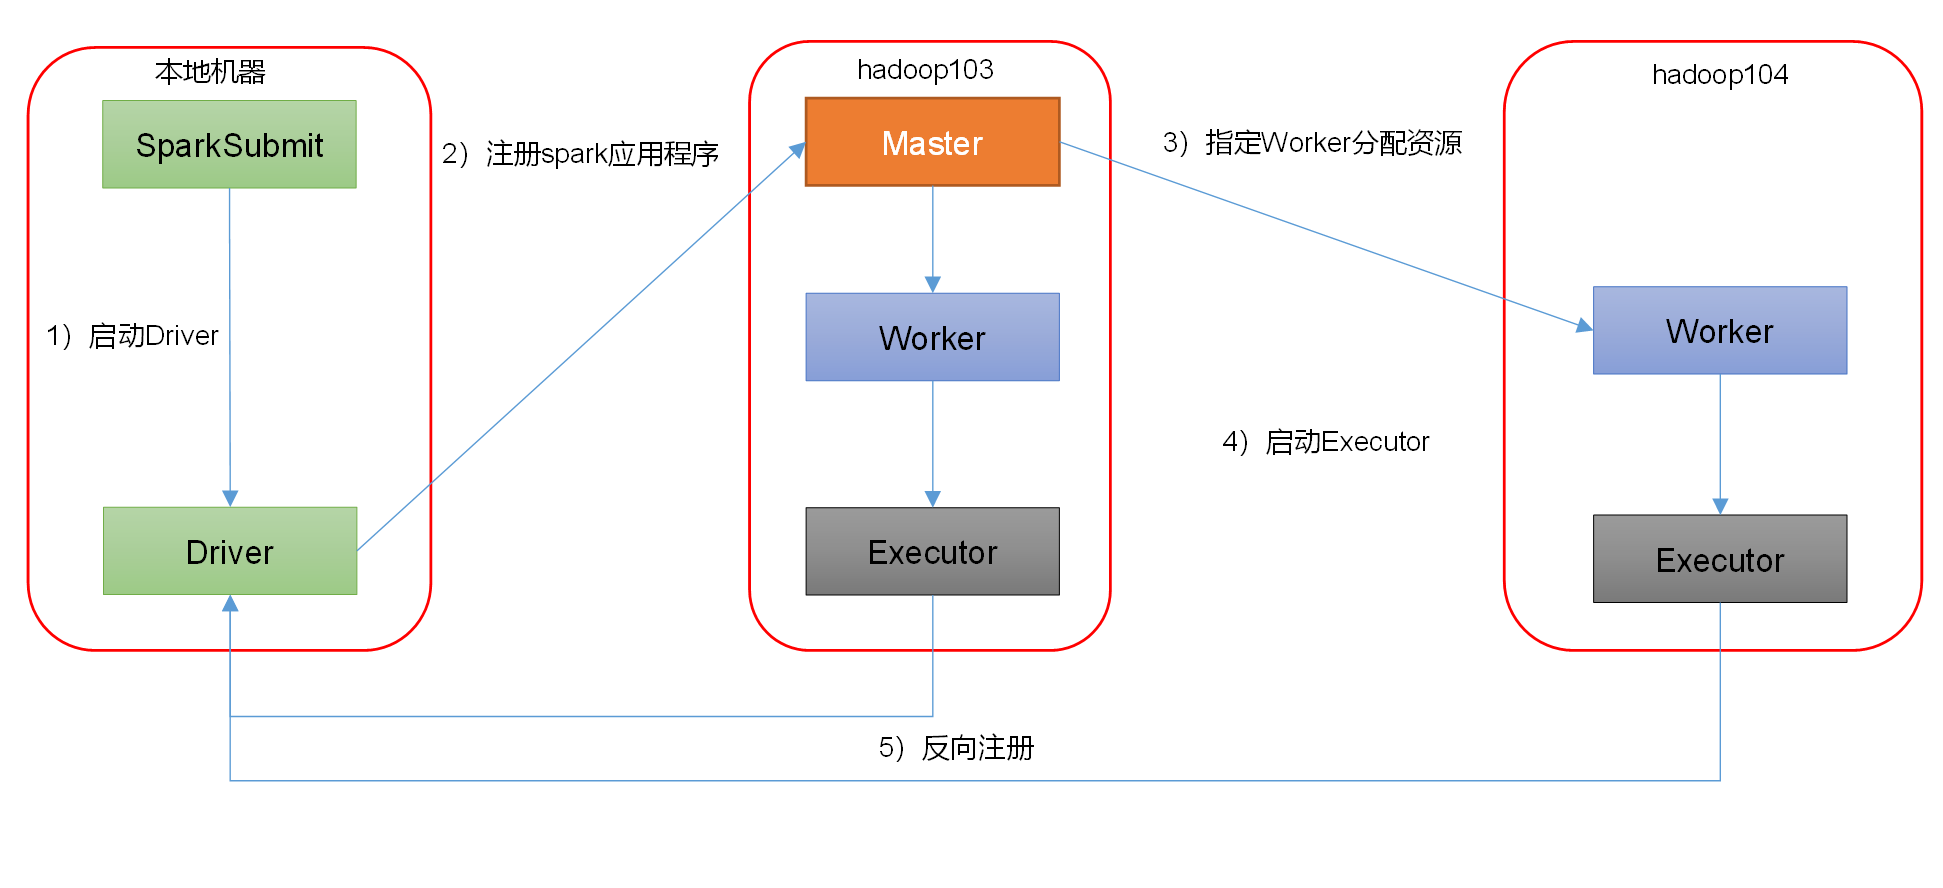 本地机器
SparkSubmit
1）启动Driver
Driver
2）注册spark应用程序
hadoop103
Master
Worker
Executor
3）指定Worker分配资源
4）启动Executor
hadoop104
Worker
Executor
5）反向注册